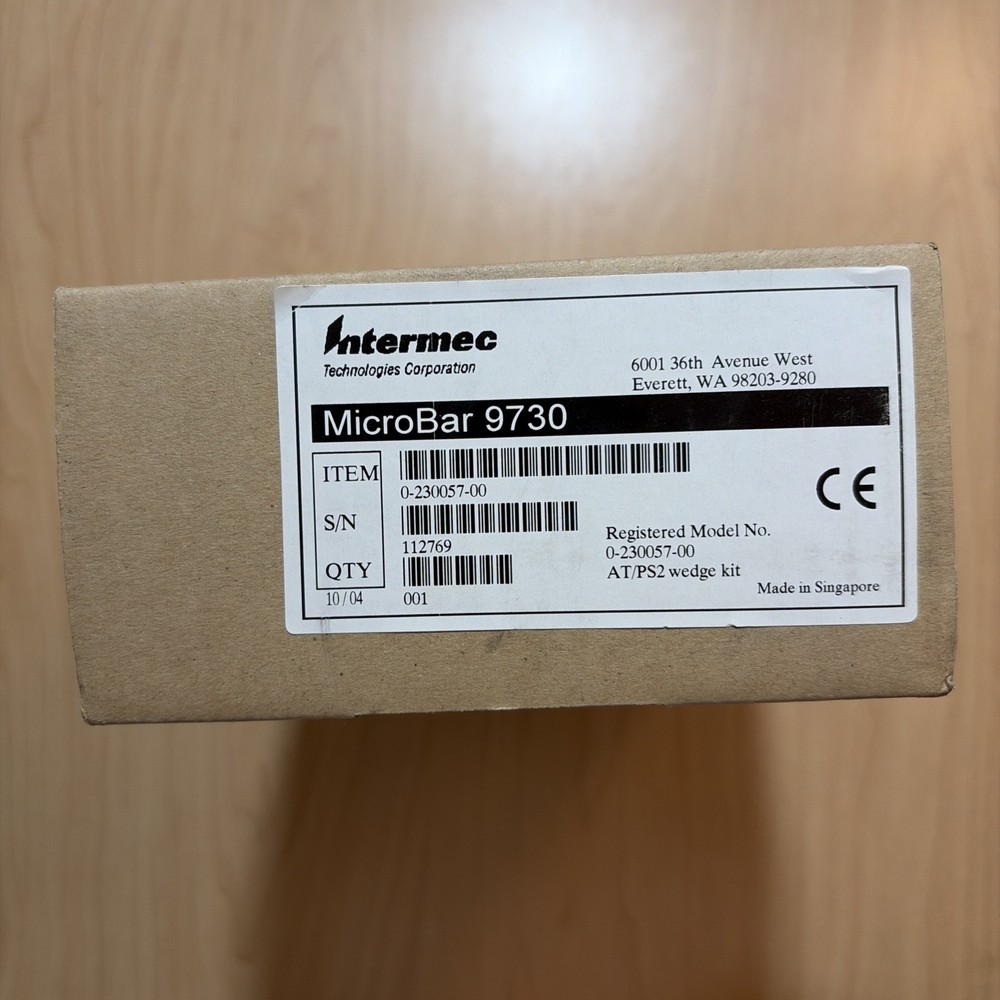 Intermec
Technologies Corporation
6001 36th Avenue West
Everett, WA 98203-9280
MicroBar 9730
ITEM
0-230057-00
S/N
112769
QTY
10/04
001
CE
Registered Model No.
0-230057-00
AT/PS2 wedge kit
Made in Singapore